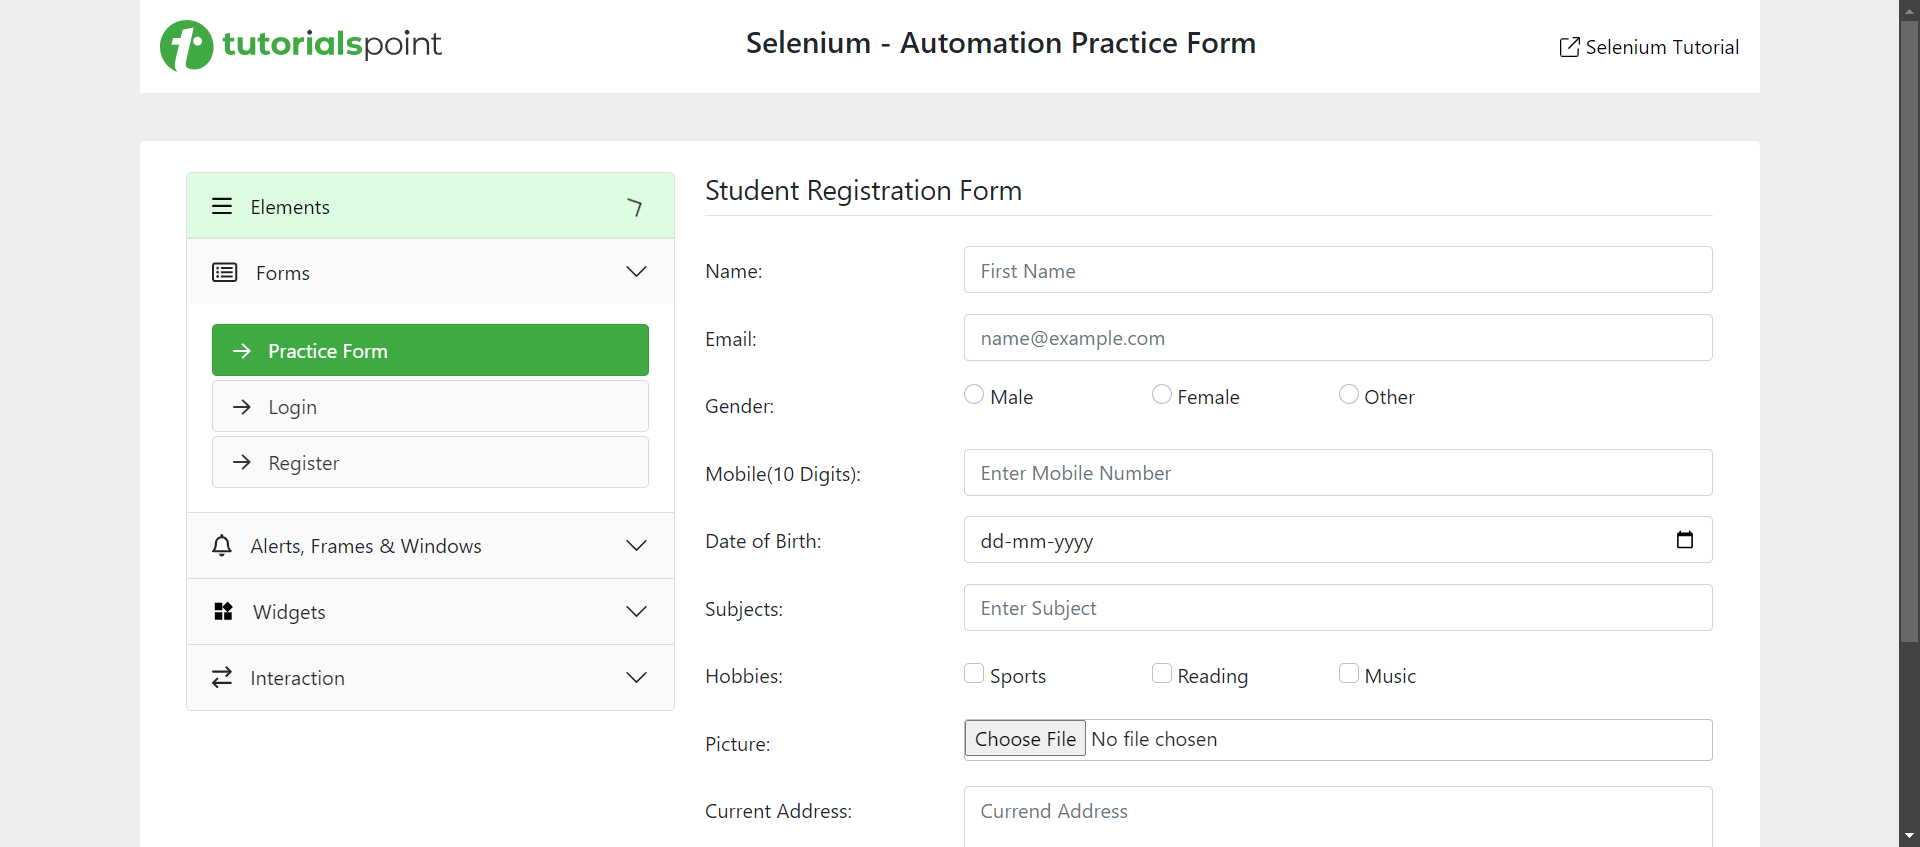 tutorialspoint
Selenium - Automation Practice Form
Selenium Tutorial
Elements
Forms
Practice Form
Login
Register
Alerts, Frames & Windows
Widgets
Interaction
Student Registration Form
Name:
First Name
Email:
name@example.com
Gender:
Male
Female
Other
Mobile(10 Digits):
Enter Mobile Number
Date of Birth:
dd-mm-yyyy
Subjects:
Enter Subject
Hobbies:
Sports
Reading
Music
Picture:
Choose File No file chosen
Current Address:
Currend Address